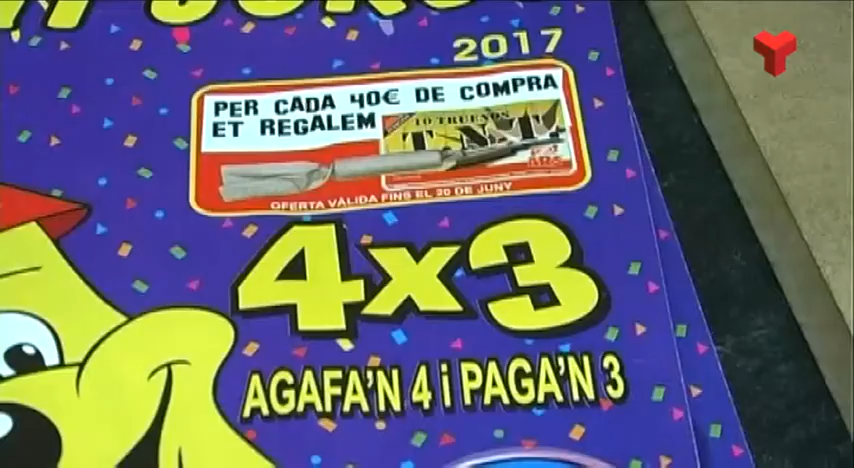 2017
PER CADA 40€ DE COMPRA
ET REGALEM
10 TRUENOS
TNT
OFERTA VÀLIDA FINS EL 20 DE JUNY
4x3
AGAFA'N 4 i PAGA'N 3